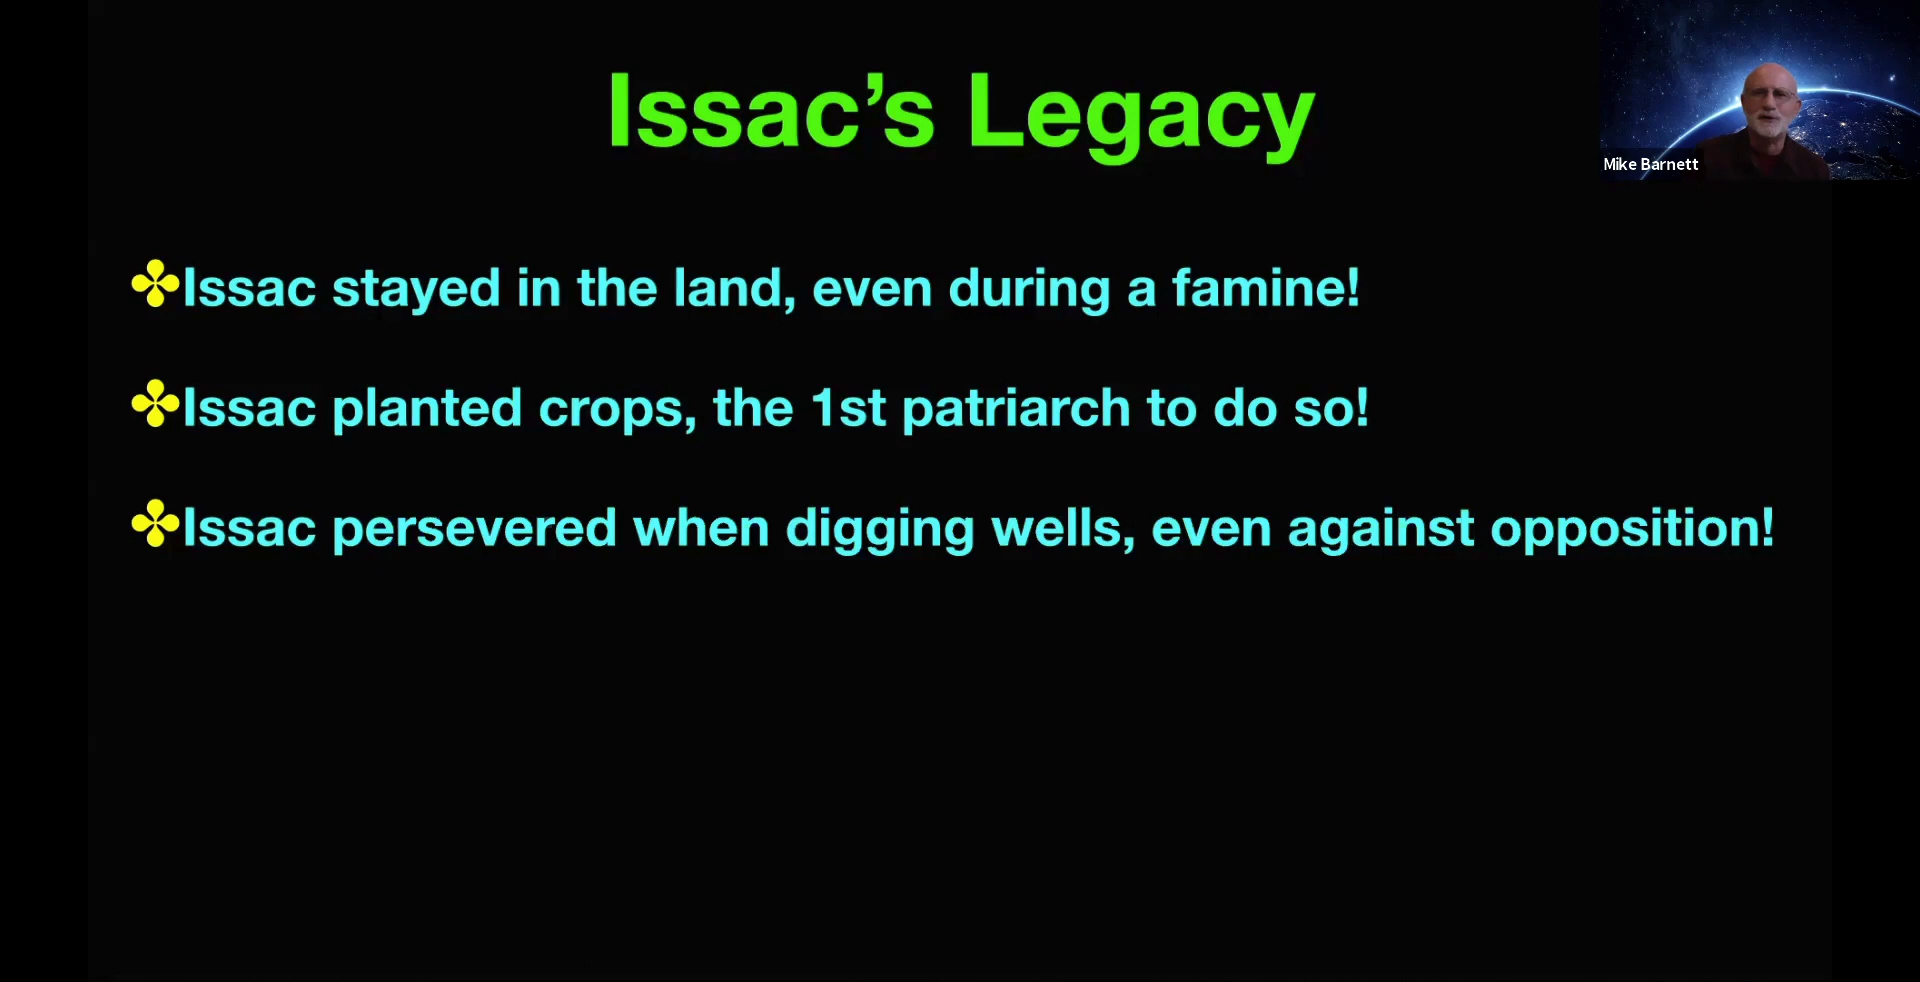 Issac’s Legacy
Mike Barnett
✤Issac stayed in the land, even during a famine!
✤Issac planted crops, the 1st patriarch to do so!
✤Issac persevered when digging wells, even against opposition!